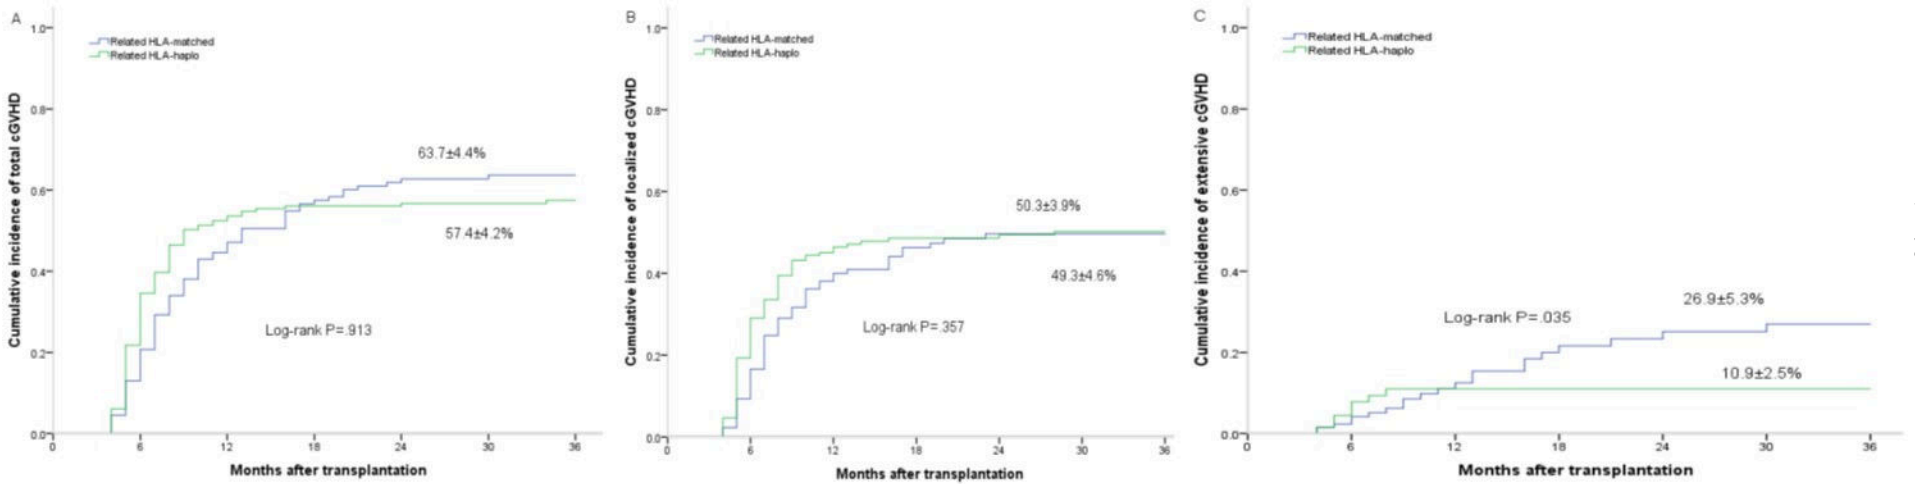 A
Cumulative incidence of total cGVHD
1.0
0.8
0.6
0.4
0.2
0.0
Related HLA-matched
Related HLA-haplo
63.7±4.4%
57.4±4.2%
Log-rank P=.913
0 6 12 18 24 30 36
Months after transplantation
B
Cumulative incidence of localized cGVHD
1.0
0.8
0.6
0.4
0.2
0.0
Related HLA-matched
Related HLA-haplo
50.3±3.9%
49.3±4.6%
Log-rank P=.357
0 6 12 18 24 30 36
Months after transplantation
C
Cumulative incidence of extensive cGVHD
1.0
0.8
0.6
0.4
0.2
0.0
Related HLA-matched
Related HLA-haplo
26.9±5.3%
Log-rank P=.035
10.9±2.5%
0 6 12 18 24 30 36
Months after transplantation